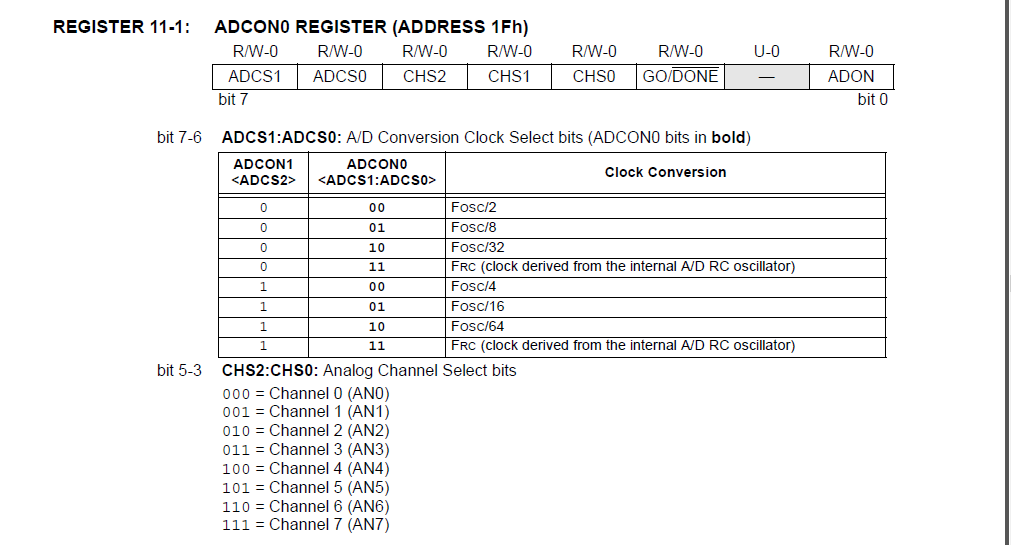 REGISTER 11-1: ADCON0 REGISTER (ADDRESS 1Fh)
R/W-0 R/W-0 R/W-0 R/W-0 R/W-0 R/W-0 U-0 R/W-0
ADCS1 ADCS0 CHS2 CHS1 CHS0 GO/DONE — ADON
bit 7 bit 0
bit 7-6 ADCS1:ADCS0: A/D Conversion Clock Select bits (ADCON0 bits in bold)
ADCON1 <ADCS2> ADCON0 <ADCS1:ADCS0> Clock Conversion
0 00 FOSC/2
0 01 FOSC/8
0 10 FOSC/32
0 11 FRC (clock derived from the internal A/D RC oscillator)
1 00 FOSC/4
1 01 FOSC/16
1 10 FOSC/64
1 11 FRC (clock derived from the internal A/D RC oscillator)
bit 5-3 CHS2:CHS0: Analog Channel Select bits
000 = Channel 0 (AN0)
001 = Channel 1 (AN1)
010 = Channel 2 (AN2)
011 = Channel 3 (AN3)
100 = Channel 4 (AN4)
101 = Channel 5 (AN5)
110 = Channel 6 (AN6)
111 = Channel 7 (AN7)